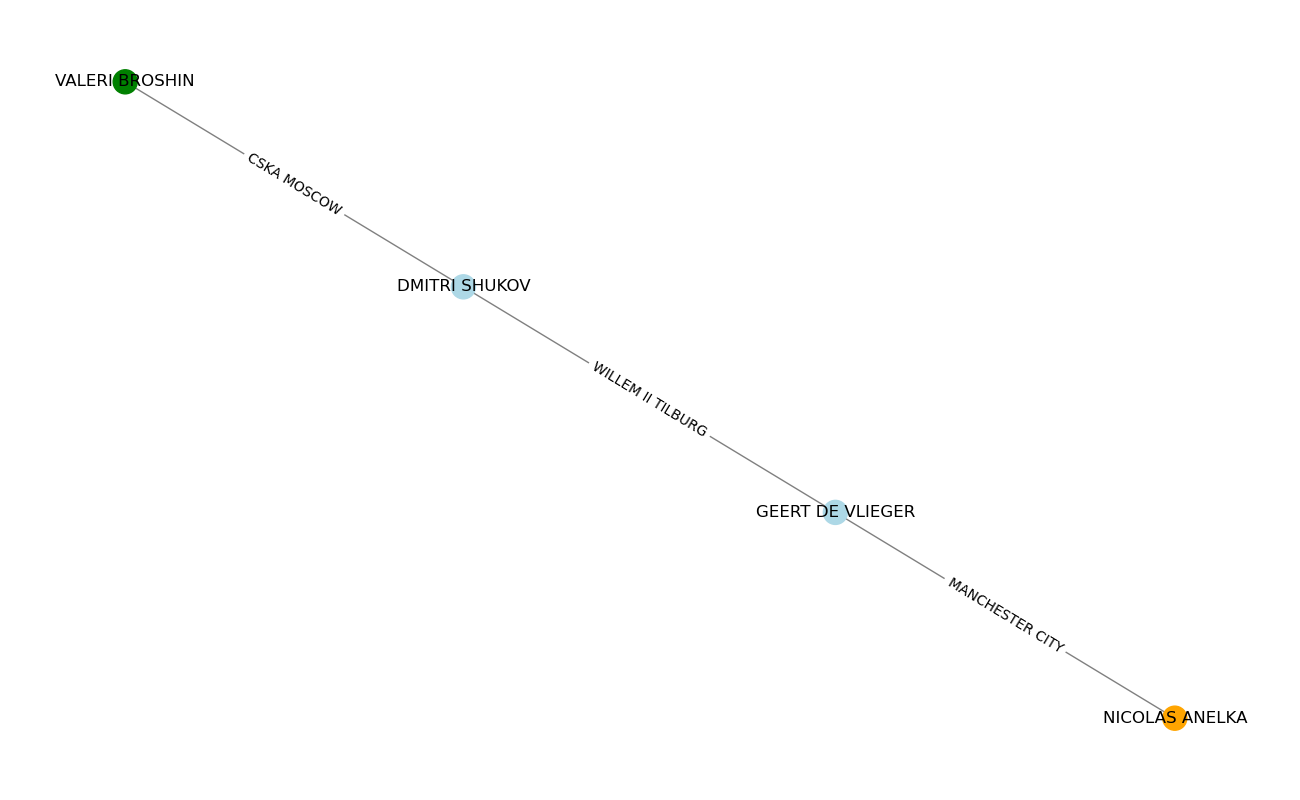 VALERI BROSHIN
CSKA MOSCOW
DMITRI SHUKOV
WILLEM II TILBURG
GEERT DE VLIEGER
MANCHESTER CITY
NICOLAS ANELKA